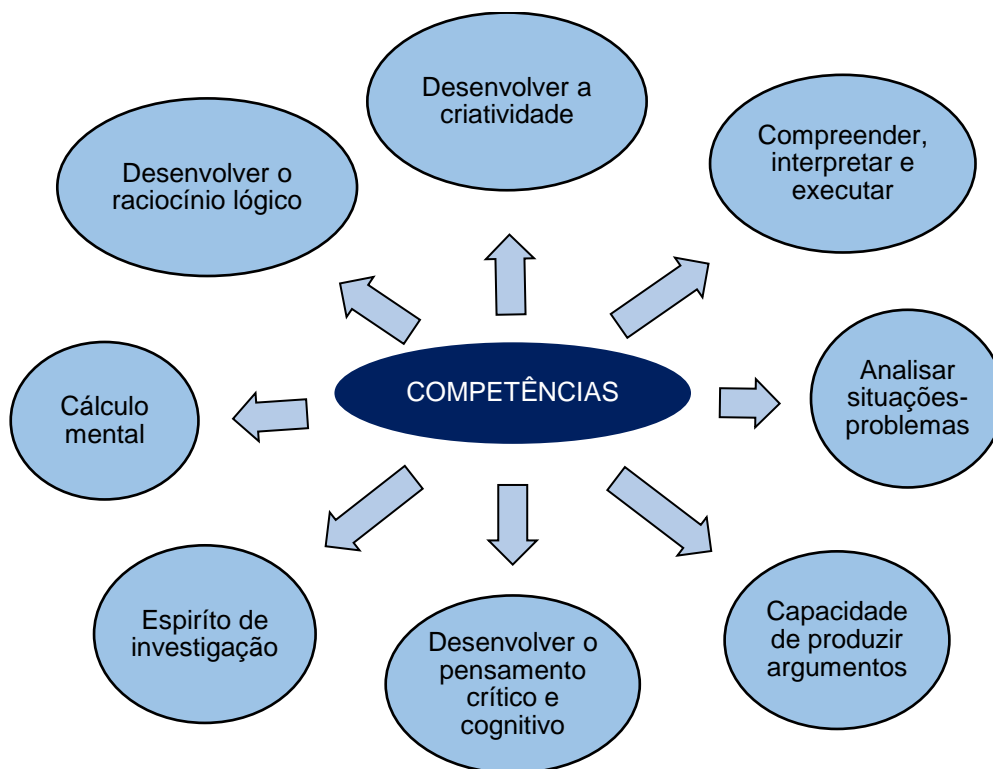 Desenvolver a
criatividade
Compreender,
interpretar e
executar
Desenvolver o
raciocínio lógico
COMPETÊNCIAS
Analisar
situações-
problemas
Cálculo
mental
Espiríto de
investigação
Desenvolver o
pensamento
crítico e
cognitivo
Capacidade
de produzir
argumentos